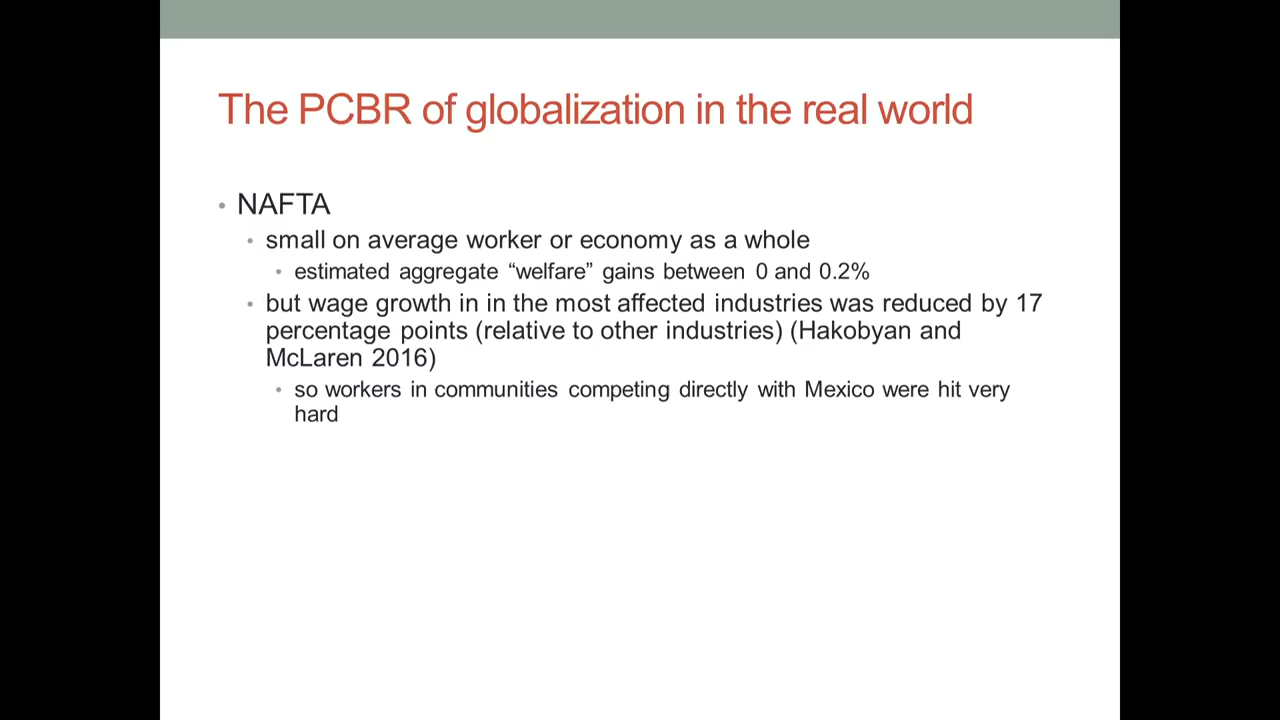 The PCBR of globalization in the real world
• NAFTA
• small on average worker or economy as a whole
• estimated aggregate “welfare” gains between 0 and 0.2%
• but wage growth in in the most affected industries was reduced by 17
percentage points (relative to other industries) (Hakobyan and
McLaren 2016)
• so workers in communities competing directly with Mexico were hit very
hard